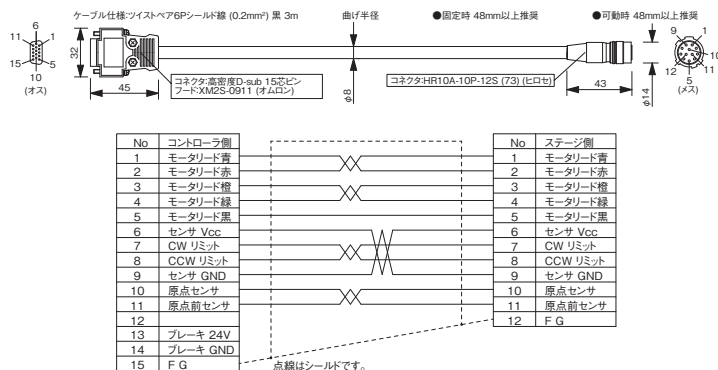 ケーブル仕様:ツイストペア6Pシールド線 (0.2mm²) 黒 3m 曲げ半径 ●固定時 48mm以上推奨 ●可動時 48mm以上推奨
6
11 1
15 5
10
(オス)
32
45
コネクタ:高密度D-sub 15芯ピン
フード:XM2S-0911 (オムロン)
φ8
コネクタ:HR10A-10P-12S (73) (ヒロセ)
43
φ14
9 1
10
12 11
5
(メス)
No コントローラ側
1 モータリード青
2 モータリード赤
3 モータリード橙
4 モータリード緑
5 モータリード黒
6 センサ Vcc
7 CW リミット
8 CCW リミット
9 センサ GND
10 原点センサ
11 原点前センサ
12
13 ブレーキ 24V
14 ブレーキ GND
15 F G
点線はシールドです。
No ステージ側
1 モータリード青
2 モータリード赤
3 モータリード橙
4 モータリード緑
5 モータリード黒
6 センサ Vcc
7 CW リミット
8 CCW リミット
9 センサ GND
10 原点センサ
11 原点前センサ
12 F G